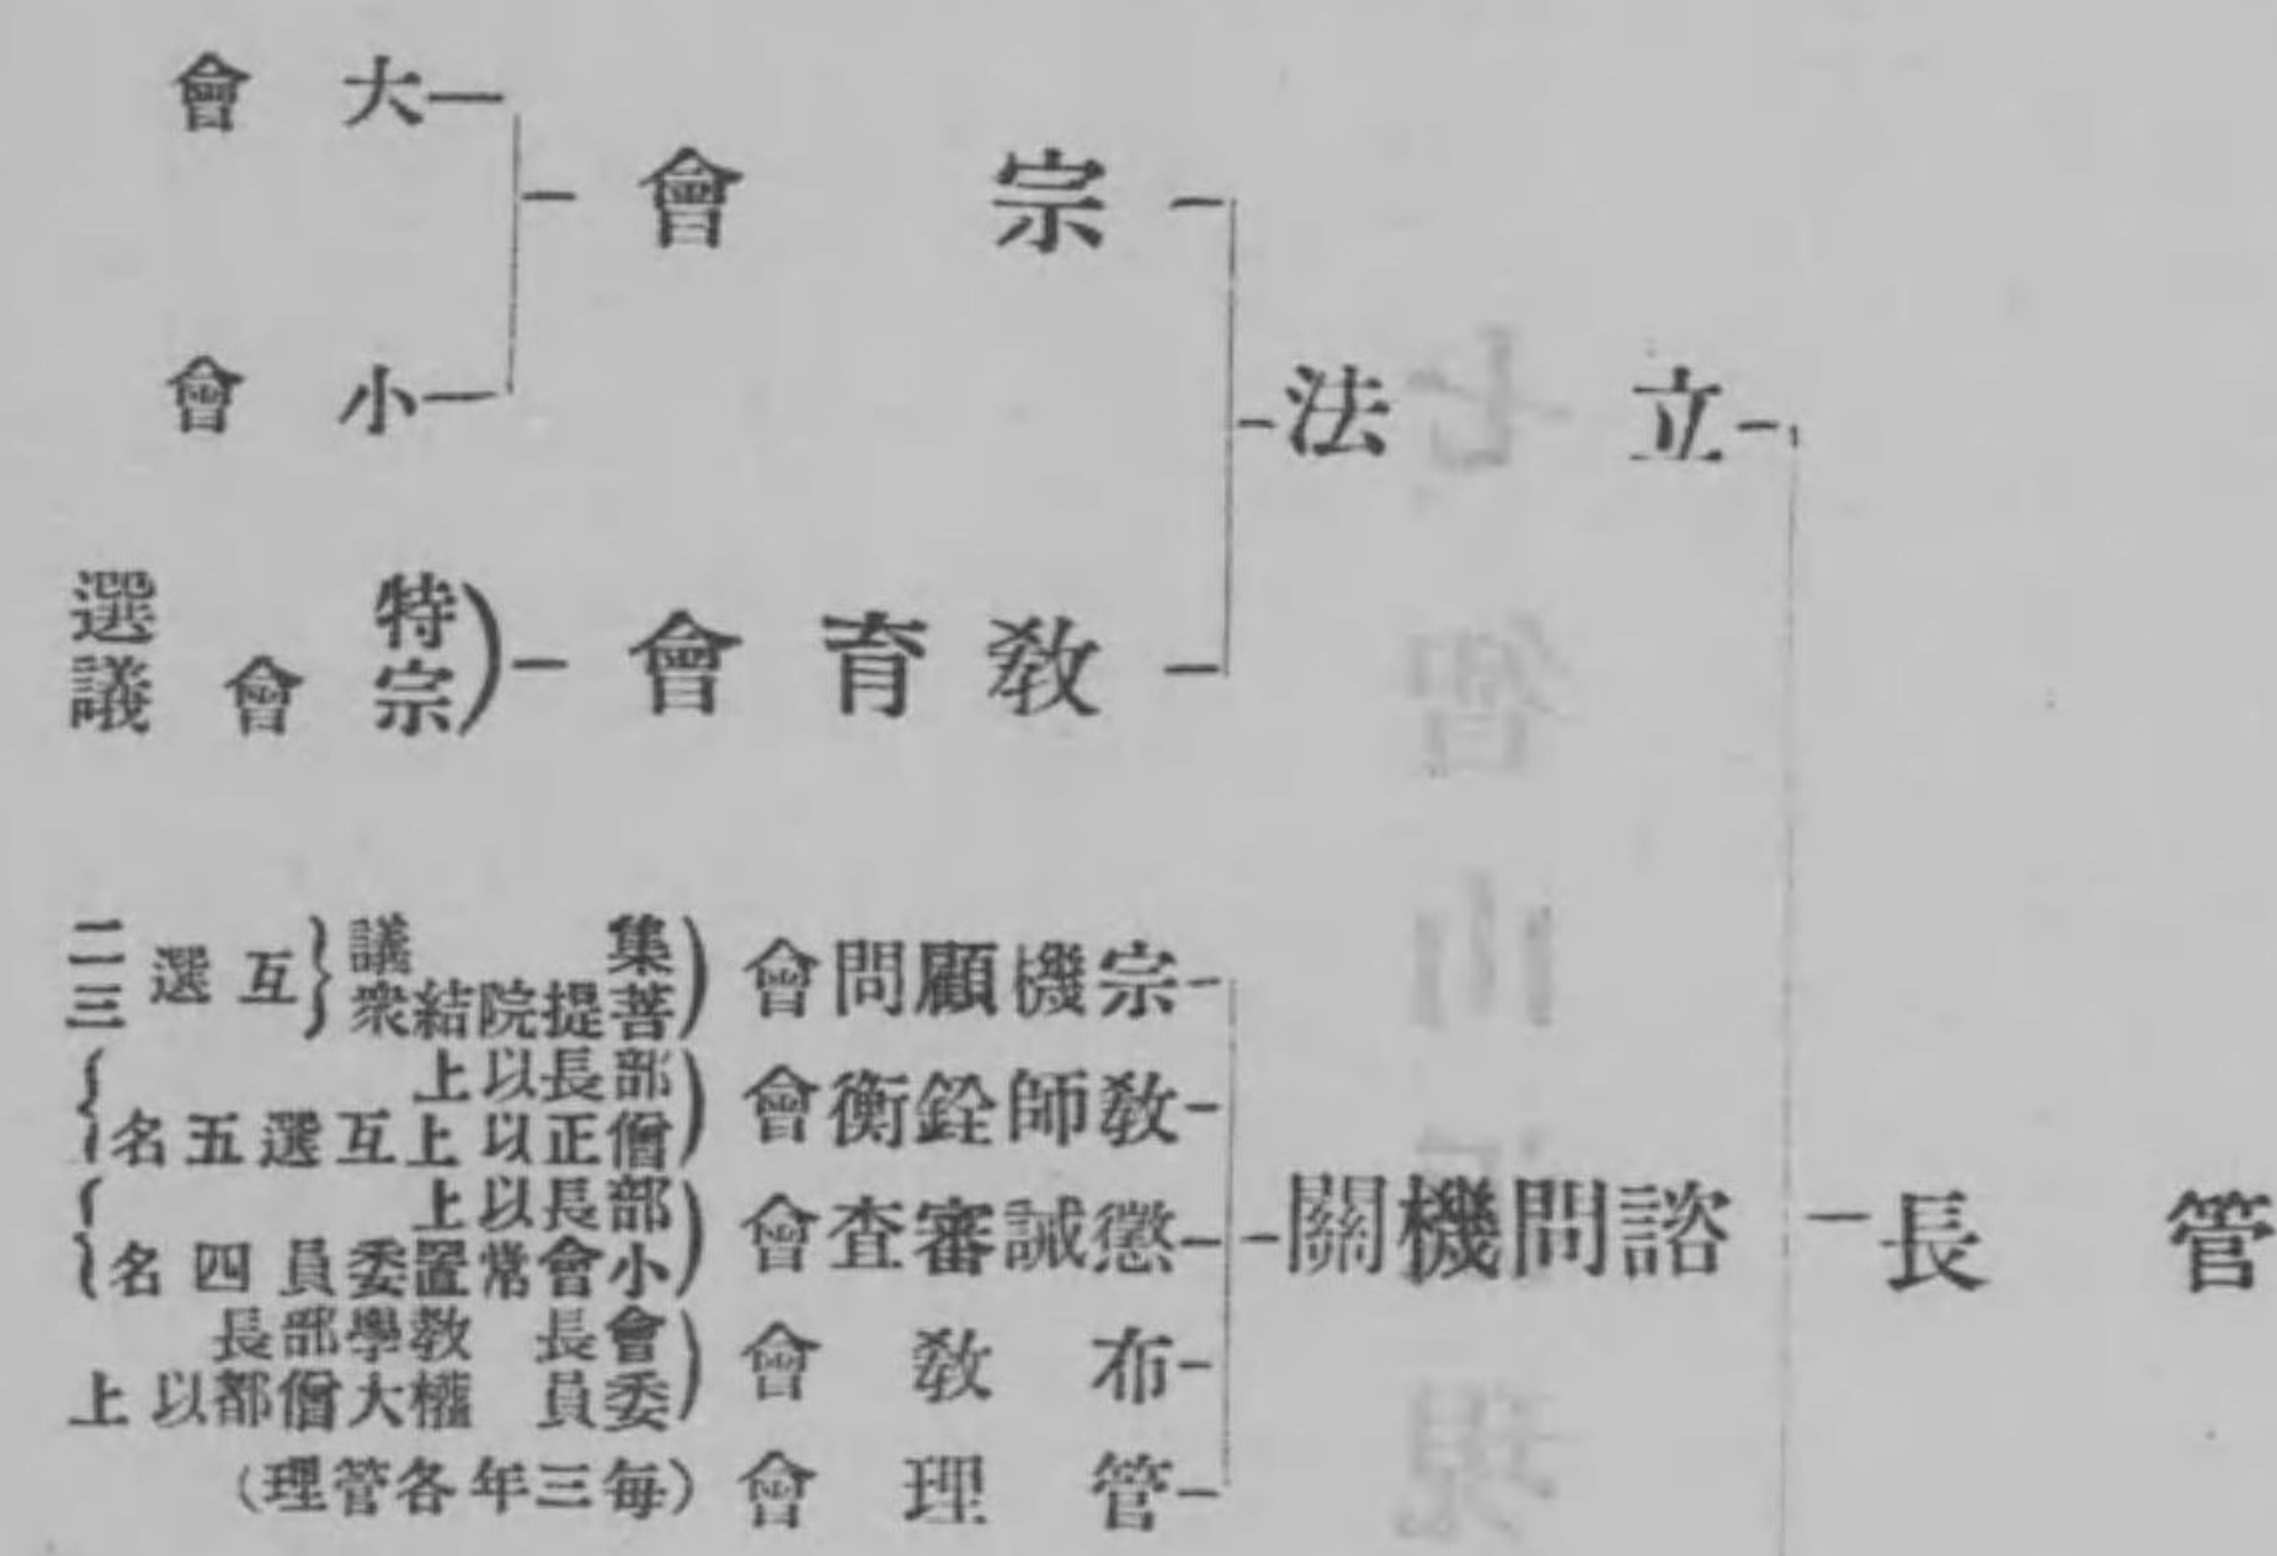 管長
立法
宗會
大會
小會
教育會
特選
宗會議
諮問機關
宗機顧問會
集議
菩提院結衆
互選
二
三
教師銓衡會
部長以上
僧正以上互選五名
懲誡審査會
部長以上
小會常置委員四名
布教會
會長 教學部長
委員 權大僧都以上
管理會
(毎三年各管理)